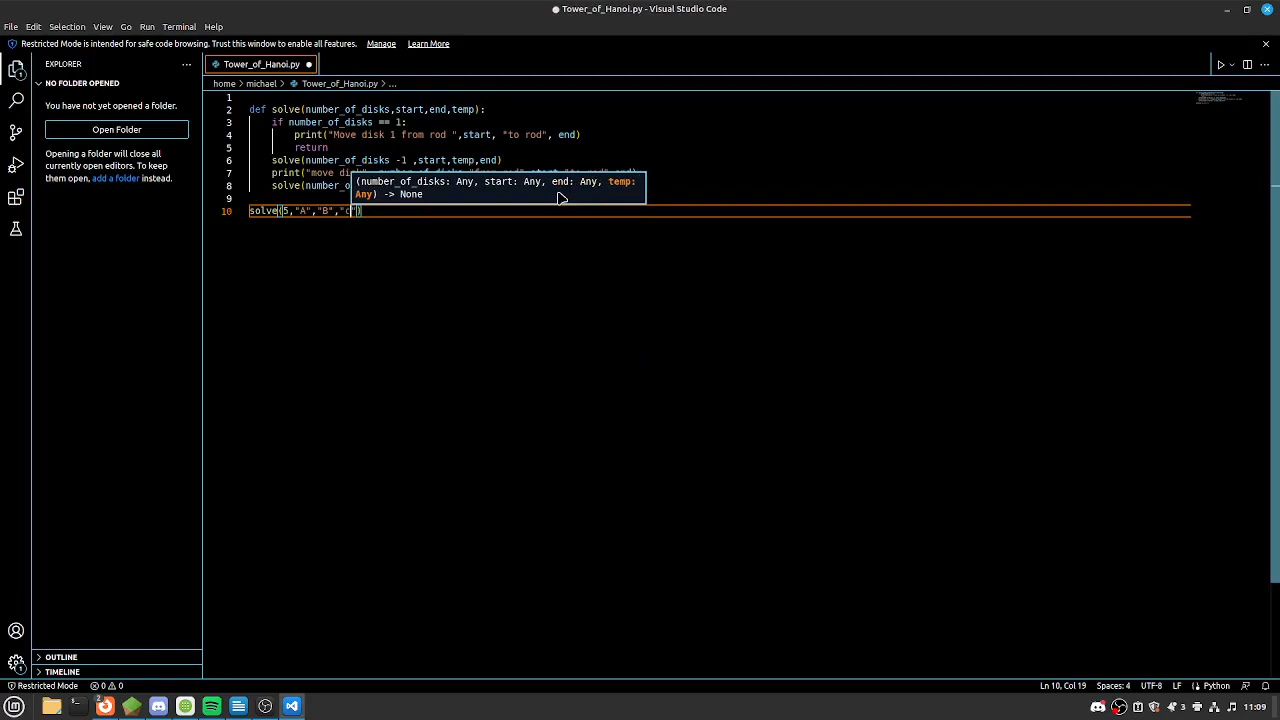 Tower_of_Hanoi.py - Visual Studio Code
File Edit Selection View Go Run Terminal Help
Restricted Mode is intended for safe code browsing. Trust this window to enable all features. Manage Learn More
EXPLORER
Tower_of_Hanoi.py
NO FOLDER OPENED
home > michael > Tower_of_Hanoi.py > ...
You have not yet opened a folder.
Open Folder
Opening a folder will close all
currently open editors. To keep
them open, add a folder instead.
1
2 def solve(number_of_disks,start,end,temp):
3 if number_of_disks == 1:
4 print("Move disk 1 from rod ",start, "to rod", end)
5 return
6 solve(number_of_disks -1 ,start,temp,end)
7 print("move
8 solve(number_o
(number_of_disks: Any, start: Any, end: Any, temp:
Any) -> None
9
10 solve(5,"A","B","c")
OUTLINE
TIMELINE
Restricted Mode 0 0 Ln 10, Col 19 Spaces: 4 UTF-8 LF Python
2 3 11:09